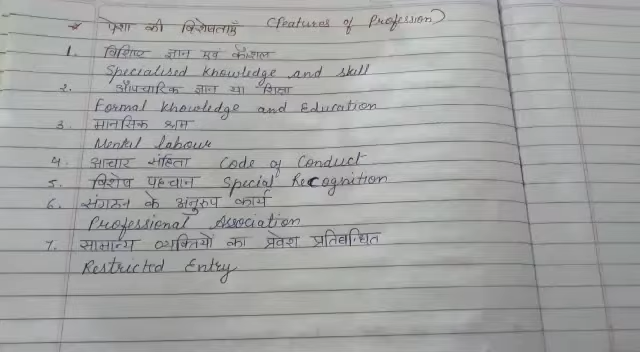 → पेशा की विशेषताएँ (Features of Profession)
1. विशिष्ट ज्ञान एवं कौशल
Specialised knowledge and skill
2. औपचारिक ज्ञान या शिक्षा
Formal knowledge and Education
3. मानसिक श्रम
Mental labour
4. आचार संहिता Code of Conduct
5. विशेष पहचान Special Recognition
6. संगठन के अनुरुप कार्य
Professional Association
7. सामान्य व्यक्तियों का प्रवेश प्रतिबन्धित
Restricted Entry